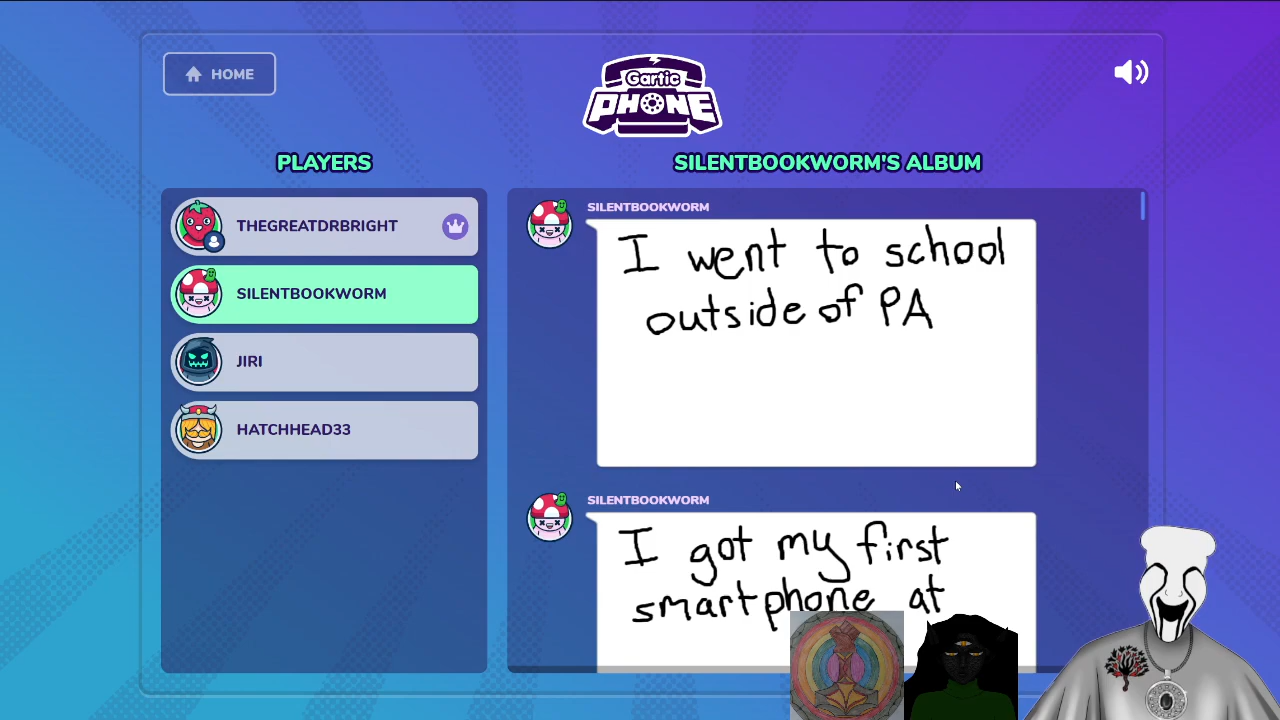 HOME
Gartic
PHONE
PLAYERS
SILENTBOOKWORM'S ALBUM
THEGREATDRBRIGHT
SILENTBOOKWORM
JIRI
HATCHHEAD33
SILENTBOOKWORM
I went to school
outside of PA
SILENTBOOKWORM
I got my first
smartphone at